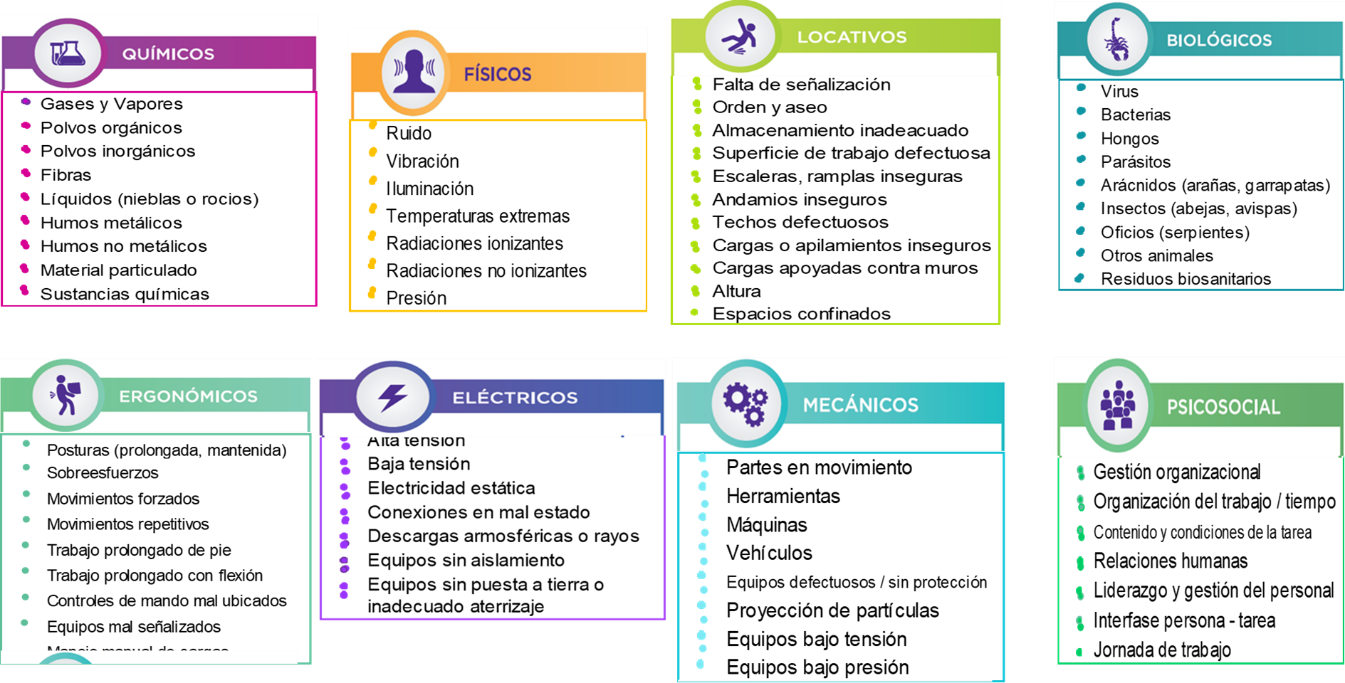 QUÍMICOS
Gases y Vapores
Polvos orgánicos
Polvos inorgánicos
Fibras
Líquidos (nieblas o rocios)
Humos metálicos
Humos no metálicos
Material particulado
Sustancias químicas
FÍSICOS
Ruido
Vibración
Iluminación
Temperaturas extremas
Radiaciones ionizantes
Radiaciones no ionizantes
Presión
LOCATIVOS
Falta de señalización
Orden y aseo
Almacenamiento inadeacuado
Superficie de trabajo defectuosa
Escaleras, ramplas inseguras
Andamios inseguros
Techos defectuosos
Cargas o apilamientos inseguros
Cargas apoyadas contra muros
Altura
Espacios confinados
BIOLÓGICOS
Virus
Bacterias
Hongos
Parásitos
Arácnidos (arañas, garrapatas)
Insectos (abejas, avispas)
Oficios (serpientes)
Otros animales
Residuos biosanitarios
ERGONÓMICOS
Posturas (prolongada, mantenida)
Sobreesfuerzos
Movimientos forzados
Movimientos repetitivos
Trabajo prolongado de pie
Trabajo prolongado con flexión
Controles de mando mal ubicados
Equipos mal señalizados
Manejo manual de cargas
ELÉCTRICOS
Alta tensión
Baja tensión
Electricidad estática
Conexiones en mal estado
Descargas armosféricas o rayos
Equipos sin aislamiento
Equipos sin puesta a tierra o
inadecuado aterrizaje
MECÁNICOS
Partes en movimiento
Herramientas
Máquinas
Vehículos
Equipos defectuosos / sin protección
Proyección de partículas
Equipos bajo tensión
Equipos bajo presión
PSICOSOCIAL
Gestión organizacional
Organización del trabajo / tiempo
Contenido y condiciones de la tarea
Relaciones humanas
Liderazgo y gestión del personal
Interfase persona - tarea
Jornada de trabajo